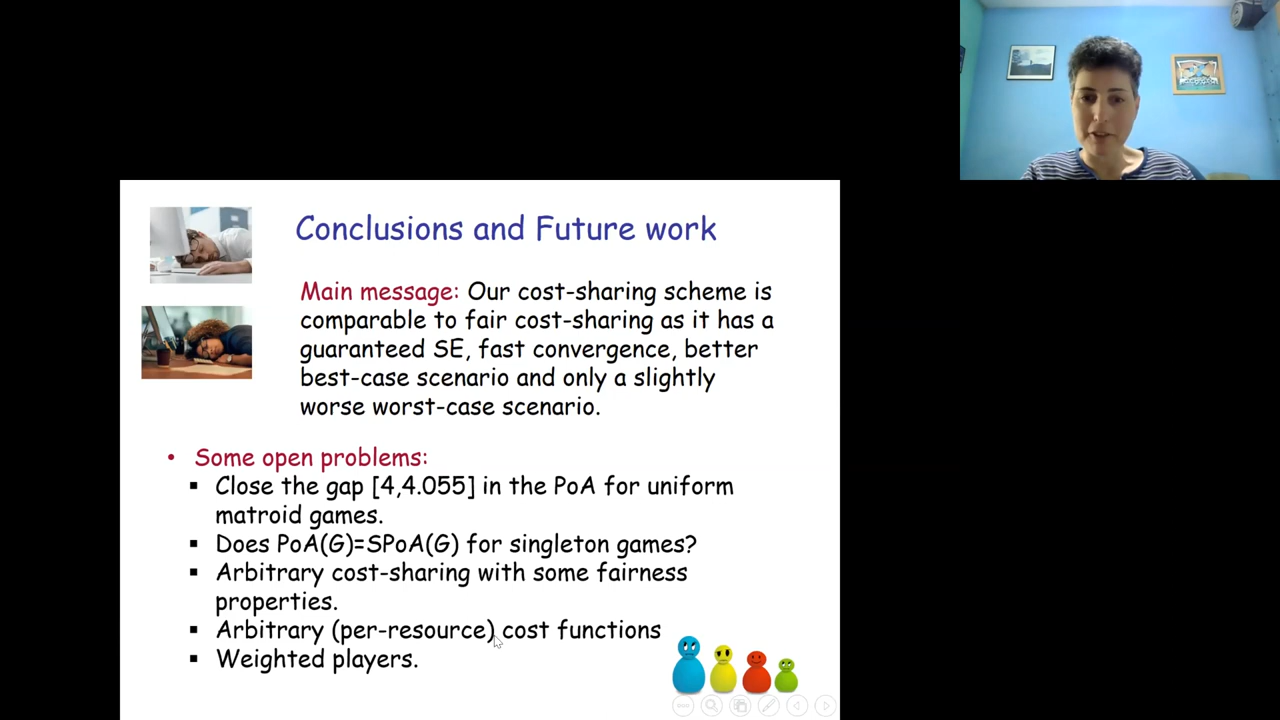 Conclusions and Future work
Main message: Our cost-sharing scheme is
comparable to fair cost-sharing as it has a
guaranteed SE, fast convergence, better
best-case scenario and only a slightly
worse worst-case scenario.
• Some open problems:
▪ Close the gap [4,4.055] in the PoA for uniform
matroid games.
▪ Does PoA(G)=SPoA(G) for singleton games?
▪ Arbitrary cost-sharing with some fairness
properties.
▪ Arbitrary (per-resource) cost functions
▪ Weighted players.